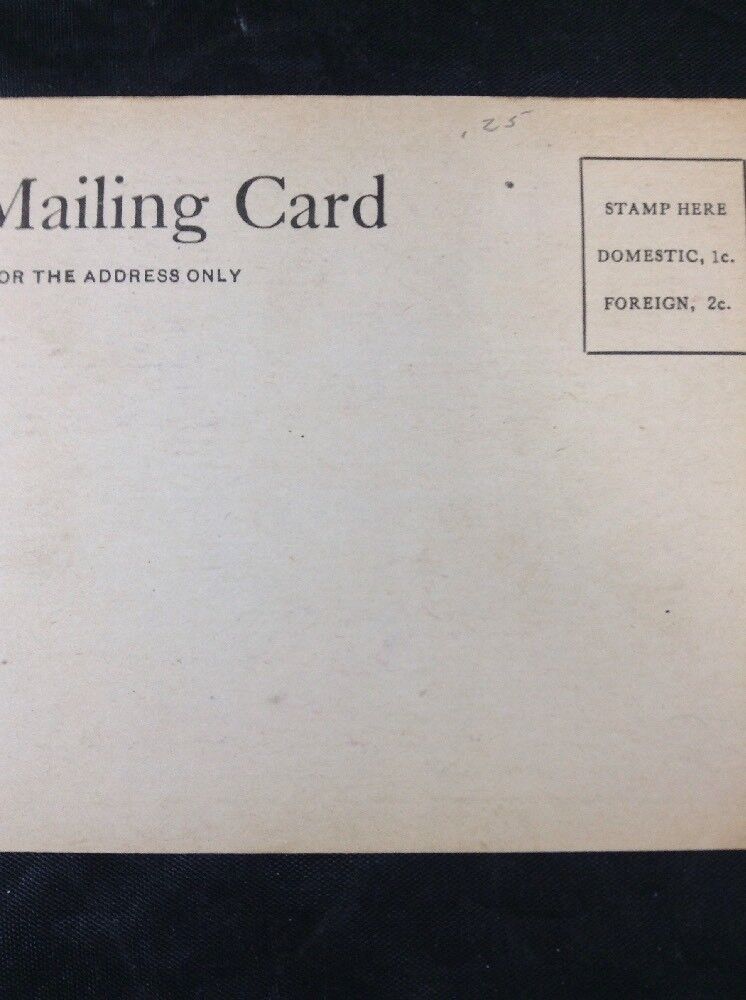 .25
Mailing Card
OR THE ADDRESS ONLY
STAMP HERE
DOMESTIC, 1c.
FOREIGN, 2c.